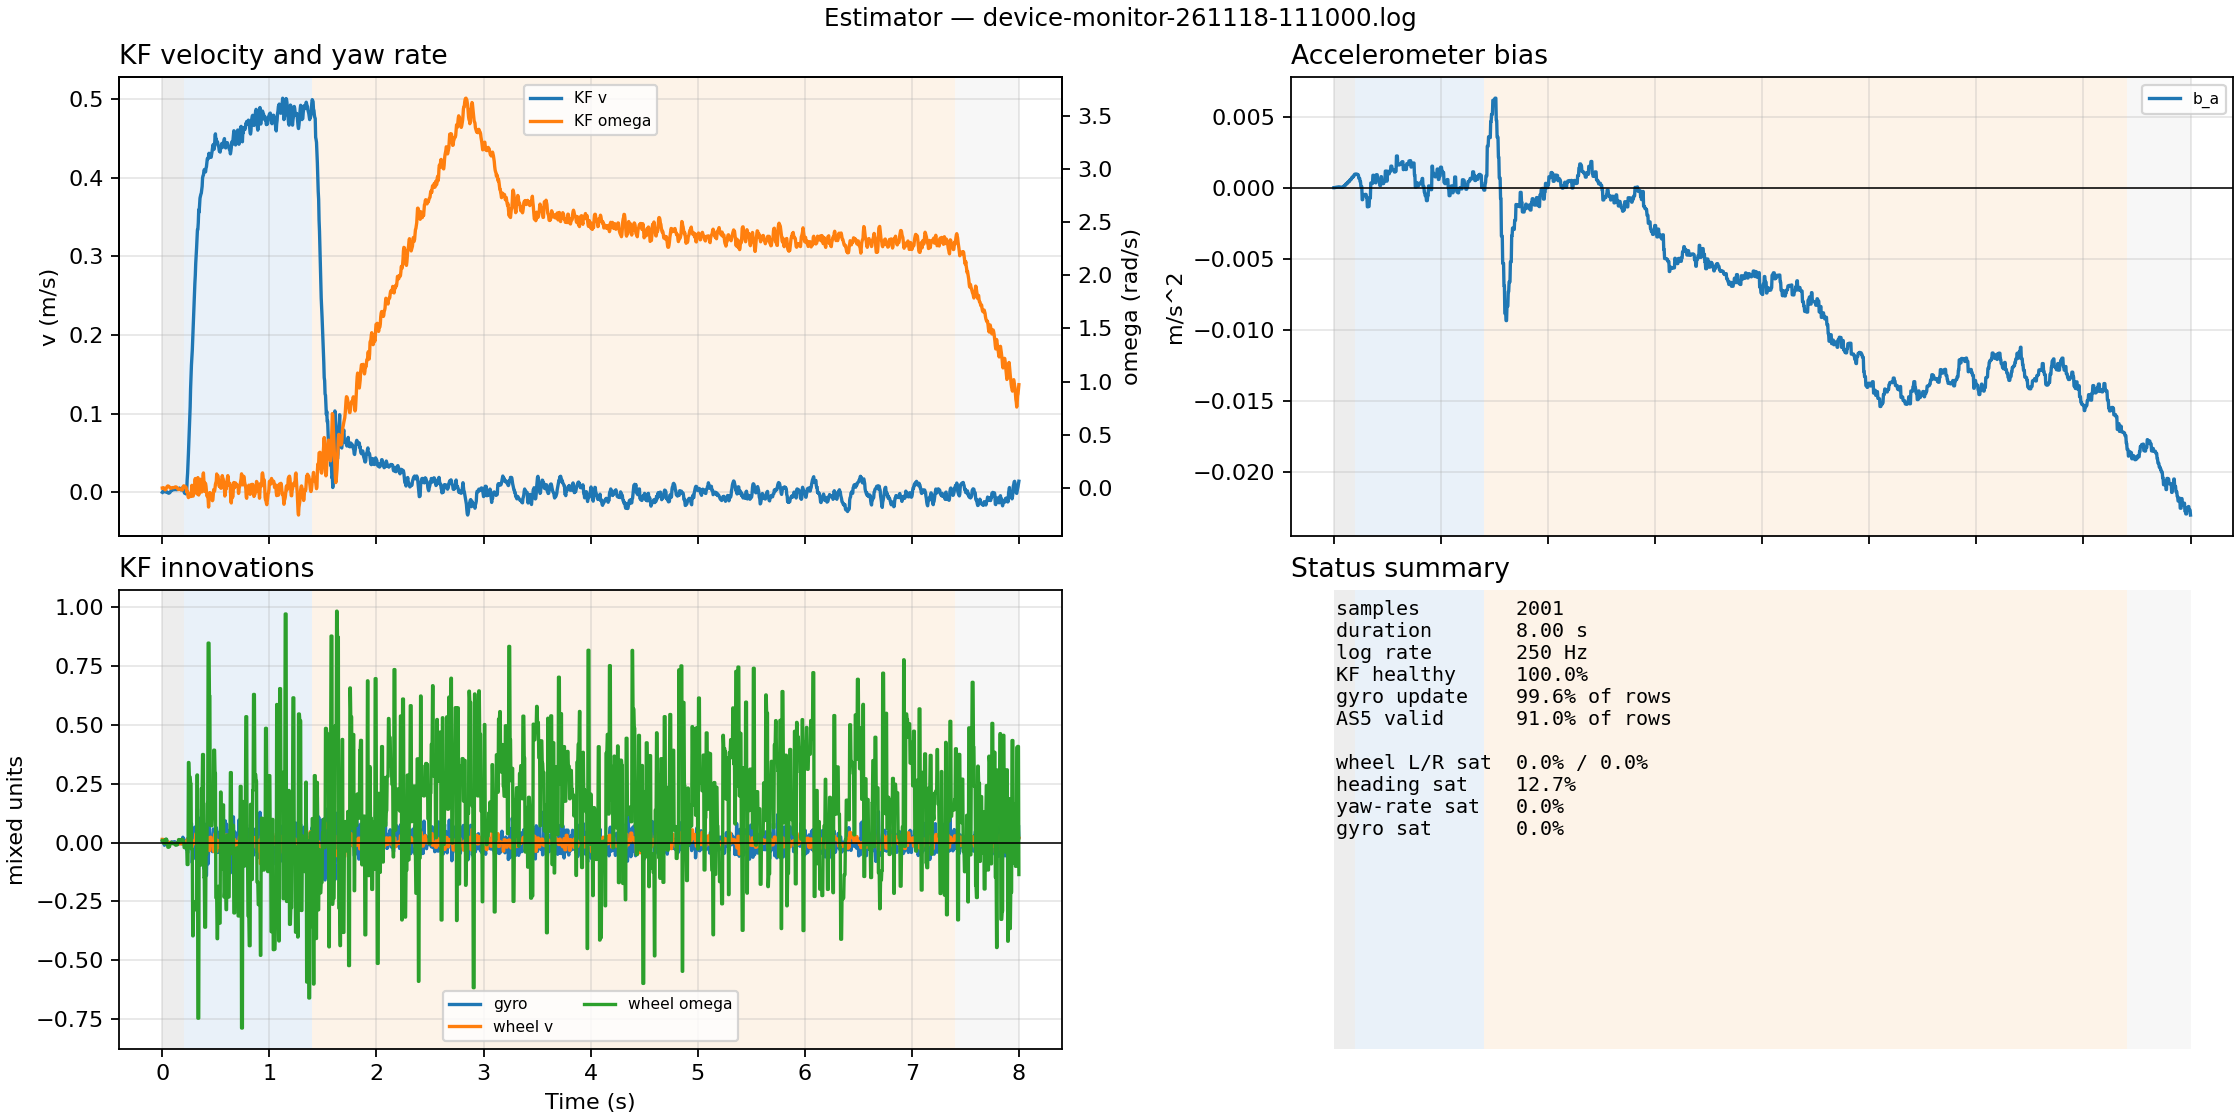 Estimator — device-monitor-261118-111000.log
KF velocity and yaw rate
KF v
KF omega
v (m/s)
0.5
0.4
0.3
0.2
0.1
0.0
omega (rad/s)
3.5
3.0
2.5
2.0
1.5
1.0
0.5
0.0
Accelerometer bias
b_a
m/s^2
0.005
0.000
−0.005
−0.010
−0.015
−0.020
KF innovations
mixed units
1.00
0.75
0.50
0.25
0.00
−0.25
−0.50
−0.75
gyro
wheel v
wheel omega
0 1 2 3 4 5 6 7 8
Time (s)
Status summary
samples 2001
duration 8.00 s
log rate 250 Hz
KF healthy 100.0%
gyro update 99.6% of rows
AS5 valid 91.0% of rows
wheel L/R sat 0.0% / 0.0%
heading sat 12.7%
yaw-rate sat 0.0%
gyro sat 0.0%